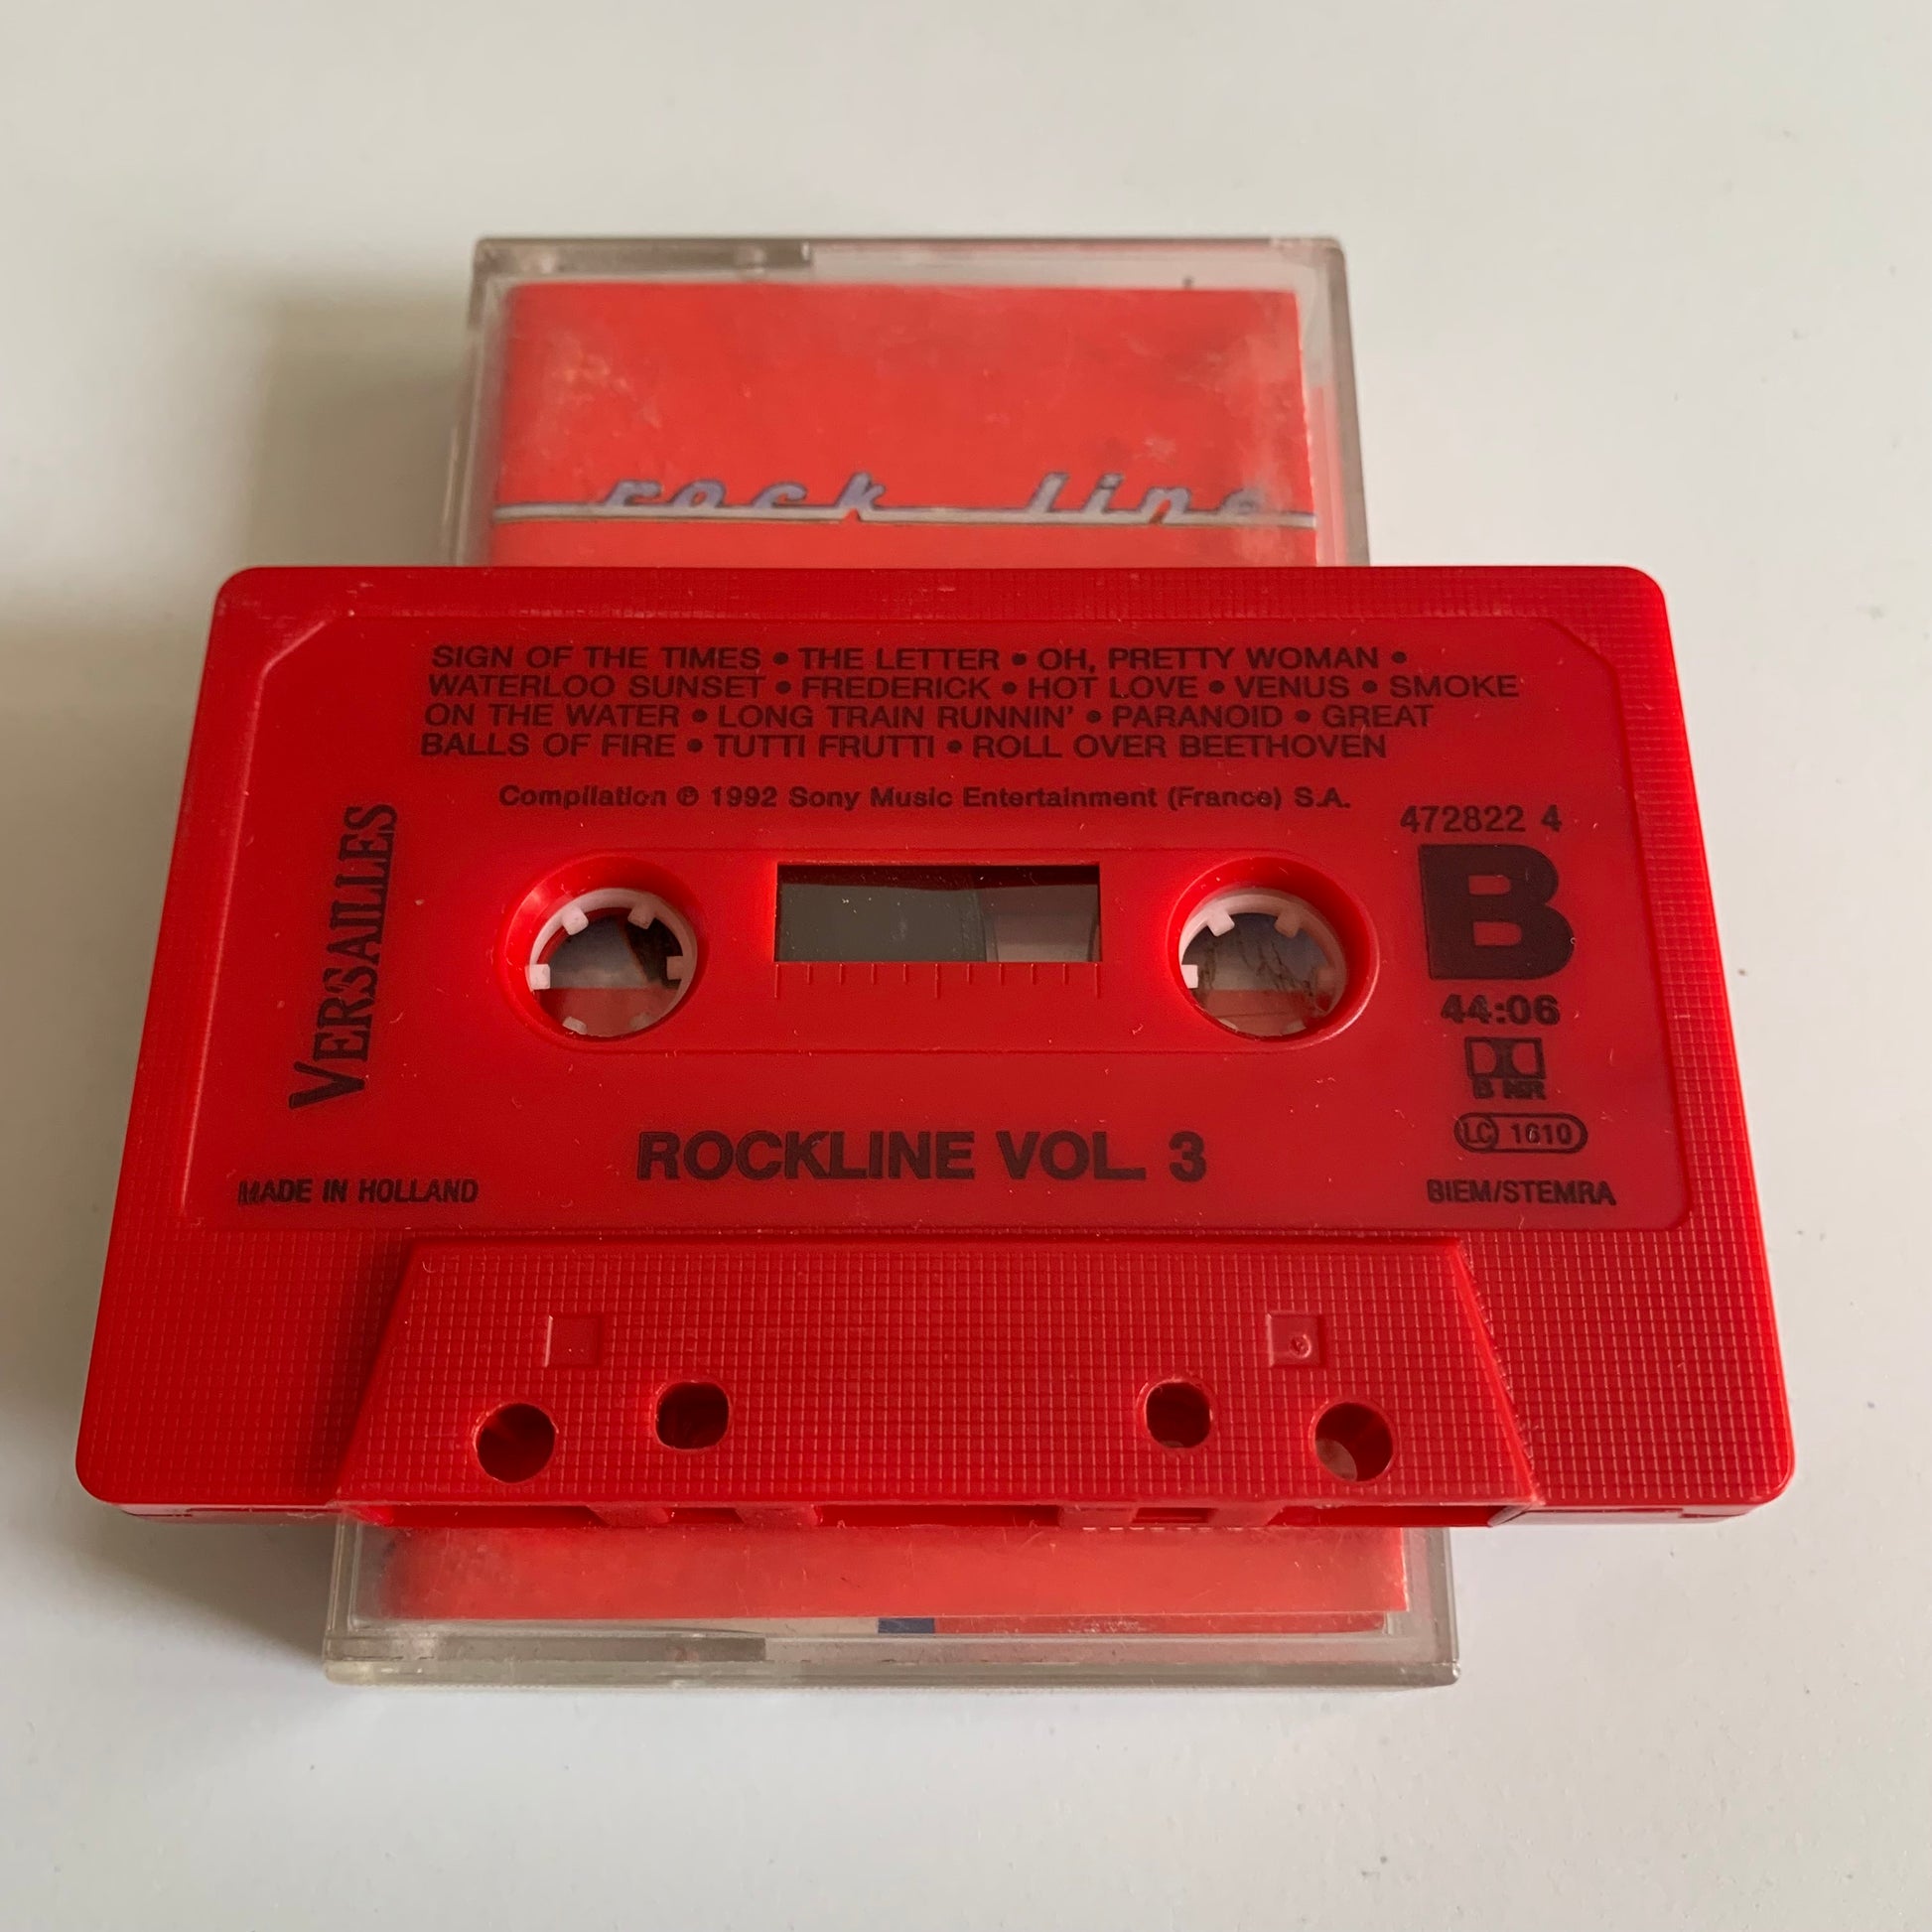 rock line
SIGN OF THE TIMES • THE LETTER • OH, PRETTY WOMAN •
WATERLOO SUNSET • FREDERICK • HOT LOVE • VENUS • SMOKE
ON THE WATER • LONG TRAIN RUNNIN' • PARANOID • GREAT
BALLS OF FIRE • TUTTI FRUTTI • ROLL OVER BEETHOVEN
Compilation ℗ 1992 Sony Music Entertainment (France) S.A.
VERSAILLES
472822 4
B
44:06
B NR
LC 1610
ROCKLINE VOL. 3
MADE IN HOLLAND
BIEM/STEMRA